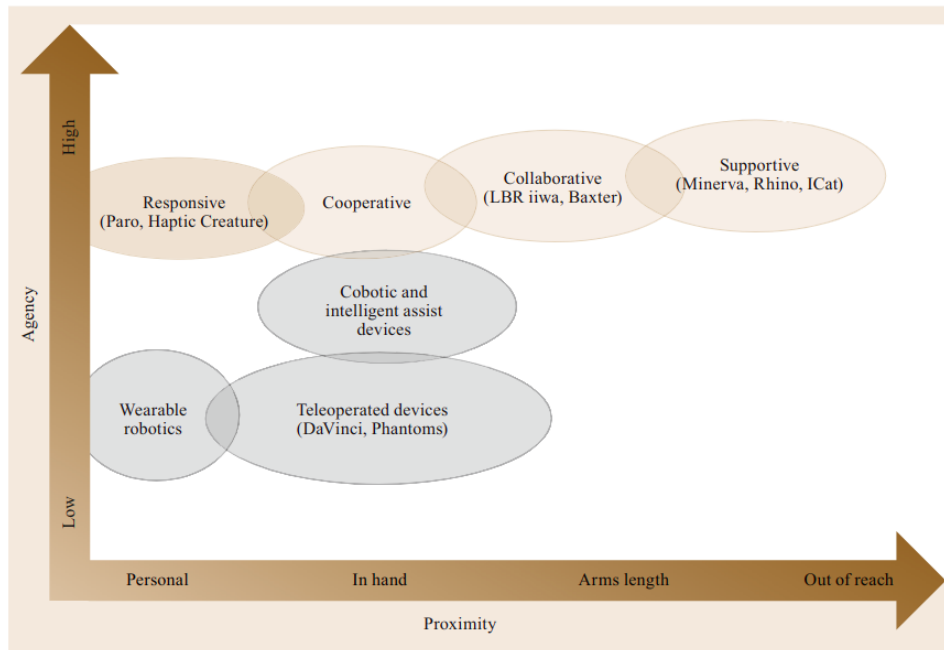 High
Agency
Low
Responsive
(Paro, Haptic Creature)
Cooperative
Collaborative
(LBR iiwa, Baxter)
Supportive
(Minerva, Rhino, ICat)
Cobotic and
intelligent assist
devices
Wearable
robotics
Teleoperated devices
(DaVinci, Phantoms)
Personal
In hand
Arms length
Out of reach
Proximity